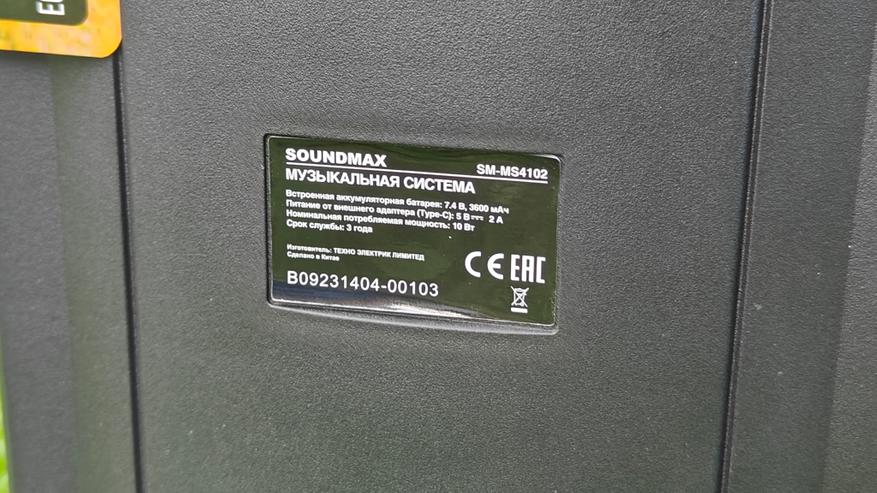 SOUNDMAX
SM-MS4102
МУЗЫКАЛЬНАЯ СИСТЕМА
Встроенная аккумуляторная батарея: 7.4 В, 3600 мАч
Питание от внешнего адаптера (Type-C): 5 В⎓ 2 А
Номинальная потребляемая мощность: 10 Вт
Срок службы: 3 года
Изготовитель: ТЕХНО ЭЛЕКТРИК ЛИМИТЕД
Сделано в Китае
CE EAC
B09231404-00103